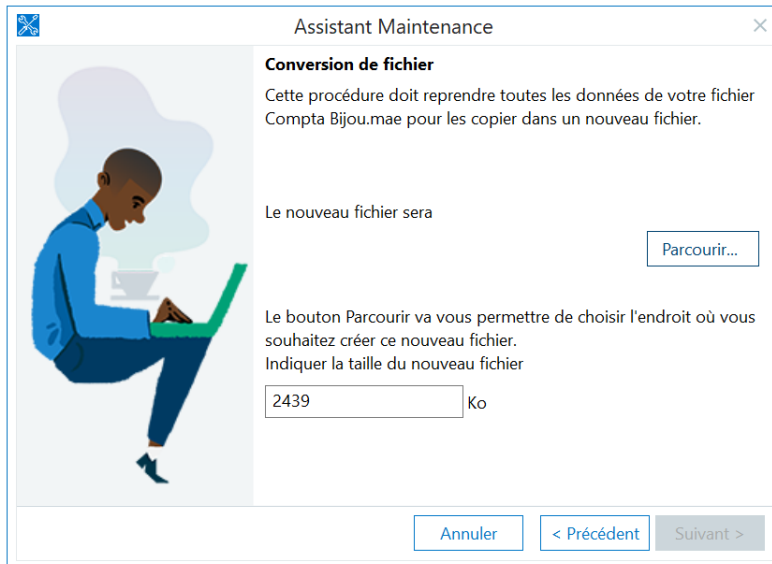 Assistant Maintenance
Conversion de fichier
Cette procédure doit reprendre toutes les données de votre fichier
Compta Bijou.mae pour les copier dans un nouveau fichier.
Le nouveau fichier sera
Parcourir...
Le bouton Parcourir va vous permettre de choisir l'endroit où vous
souhaitez créer ce nouveau fichier.
Indiquer la taille du nouveau fichier
2439 Ko
Annuler < Précédent Suivant >